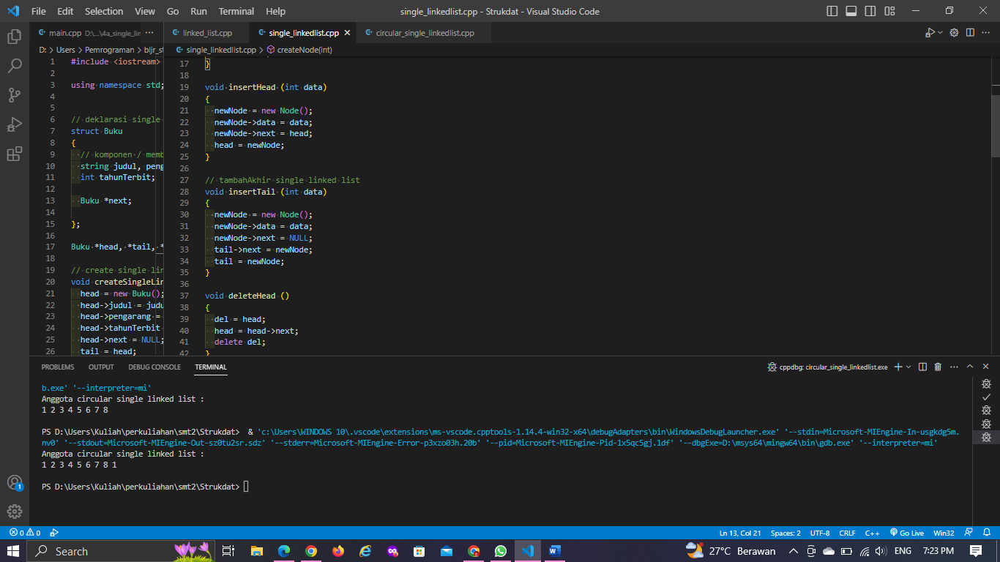 File Edit Selection View Go Run Terminal Help single_linkedlist.cpp - Strukdat - Visual Studio Code
main.cpp D:\...\4a_single_lin ··· linked_list.cpp single_linkedlist.cpp × circular_single_linkedlist.cpp
D: > Users > Pemrograman > bljr_st
1 #include <iostream>
2
3 using namespace std;
4
5
6 // deklarasi single
7 struct Buku
8 {
9 // komponen / memb
10 string judul, peng
11 int tahunTerbit;
12
13 Buku *next;
14
15 };
16
17 Buku *head, *tail, *
18
19 // create single lin
20 void createSingleLin
21 head = new Buku();
22 head->judul = judu
23 head->pengarang =
24 head->tahunTerbit
25 head->next = NULL;
26 tail = head;
single_linkedlist.cpp > createNode(int)
17 }
18
19 void insertHead (int data)
20 {
21 newNode = new Node();
22 newNode->data = data;
23 newNode->next = head;
24 head = newNode;
25 }
26
27 // tambahAkhir single linked list
28 void insertTail (int data)
29 {
30 newNode = new Node();
31 newNode->data = data;
32 newNode->next = NULL;
33 tail->next = newNode;
34 tail = newNode;
35 }
36
37 void deleteHead ()
38 {
39 del = head;
40 head = head->next;
41 delete del;
42 }
PROBLEMS OUTPUT DEBUG CONSOLE TERMINAL cppdbg: circular_single_linkedlist.exe
b.exe' '--interpreter=mi'
Anggota circular single linked list :
1 2 3 4 5 6 7 8
PS D:\Users\Kuliah\perkuliahan\smt2\Strukdat> & 'c:\Users\WINDOWS 10\.vscode\extensions\ms-vscode.cpptools-1.14.4-win32-x64\debugAdapters\bin\WindowsDebugLauncher.exe' '--stdin=Microsoft-MIEngine-In-usgkdg5m.
nv0' '--stdout=Microsoft-MIEngine-Out-sz0tu2sr.sdz' '--stderr=Microsoft-MIEngine-Error-p3xzo03h.20b' '--pid=Microsoft-MIEngine-Pid-1x5qc5gj.1df' '--dbgExe=D:\msys64\mingw64\bin\gdb.exe' '--interpreter=mi'
Anggota circular single linked list :
1 2 3 4 5 6 7 8 1
PS D:\Users\Kuliah\perkuliahan\smt2\Strukdat>
1
0 0 Ln 13, Col 21 Spaces: 2 UTF-8 CRLF C++ Go Live Win32
Search 27°C Berawan ENG 7:23 PM